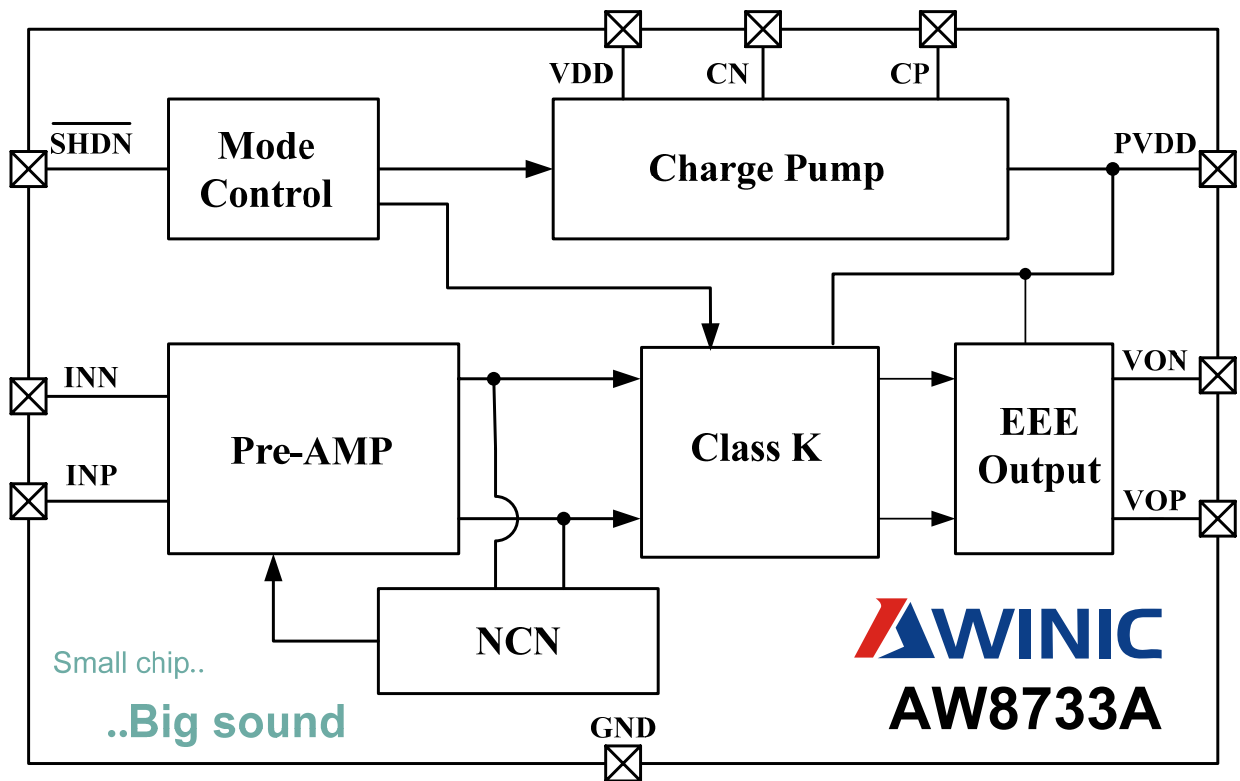 VDD
CN
CP
SHDN
PVDD
Mode
Control
Charge Pump
INN
INP
Pre-AMP
Class K
EEE
Output
VON
VOP
NCN
Small chip..
..Big sound
AWINIC
AW8733A
GND